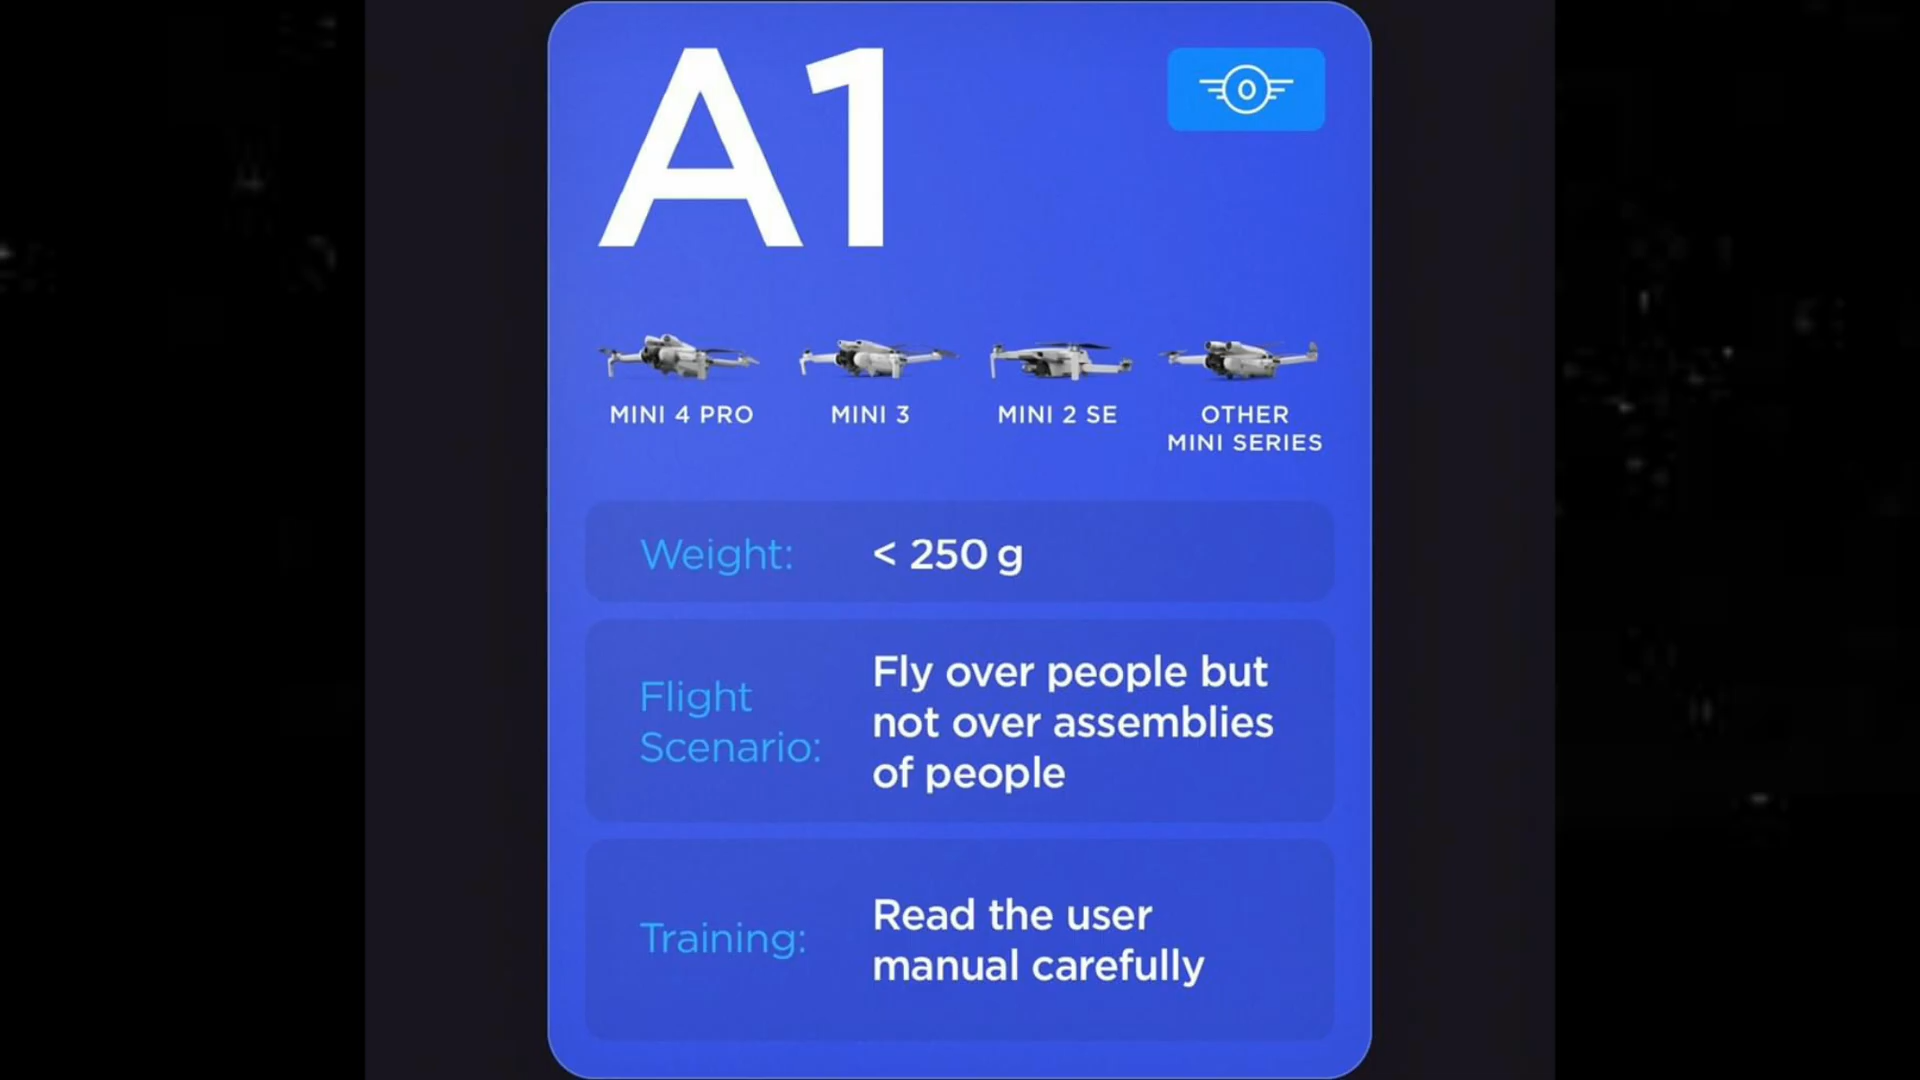 A1
0
MINI 4 PRO
MINI 3
MINI 2 SE
OTHER
MINI SERIES
Weight:
< 250 g
Flight
Scenario:
Fly over people but
not over assemblies
of people
Training:
Read the user
manual carefully